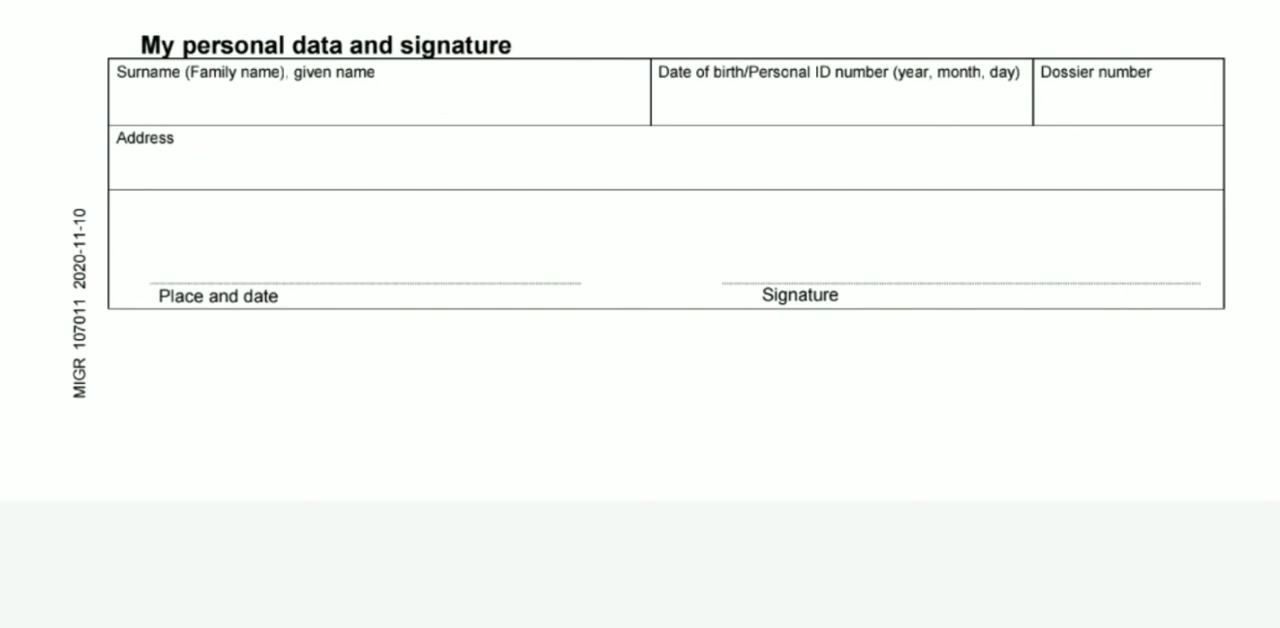 My personal data and signature
Surname (Family name), given name
Date of birth/Personal ID number (year, month, day)
Dossier number
Address
Place and date
Signature
MIGR 107011 2020-11-10